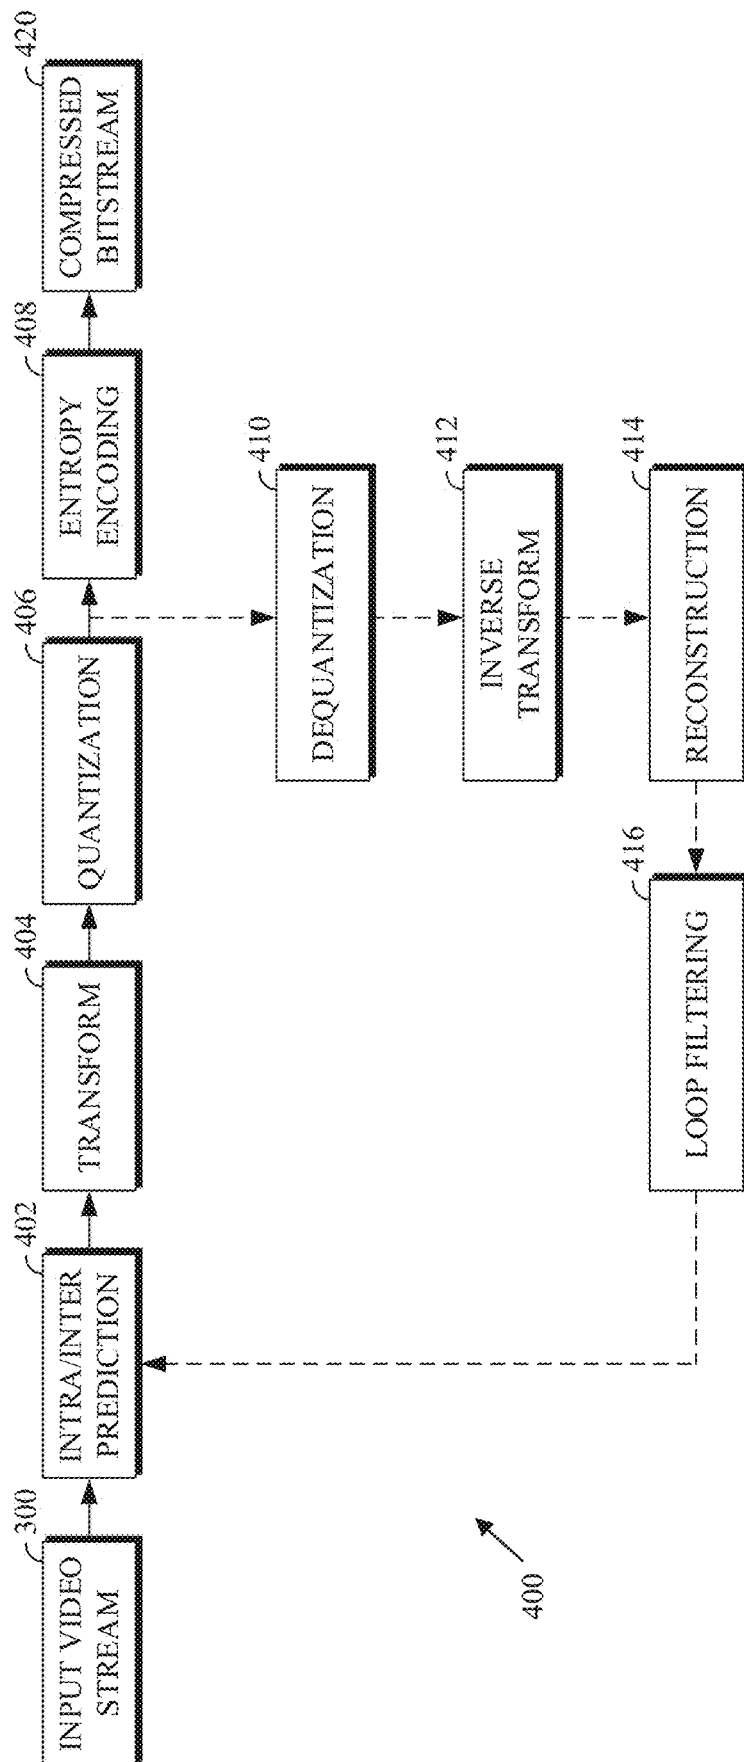 300
INPUT VIDEO
STREAM
402
INTRA/INTER
PREDICTION
404
TRANSFORM
406
QUANTIZATION
408
ENTROPY
ENCODING
420
COMPRESSED
BITSTREAM
410
DEQUANTIZATION
412
INVERSE
TRANSFORM
414
RECONSTRUCTION
416
LOOP FILTERING
400